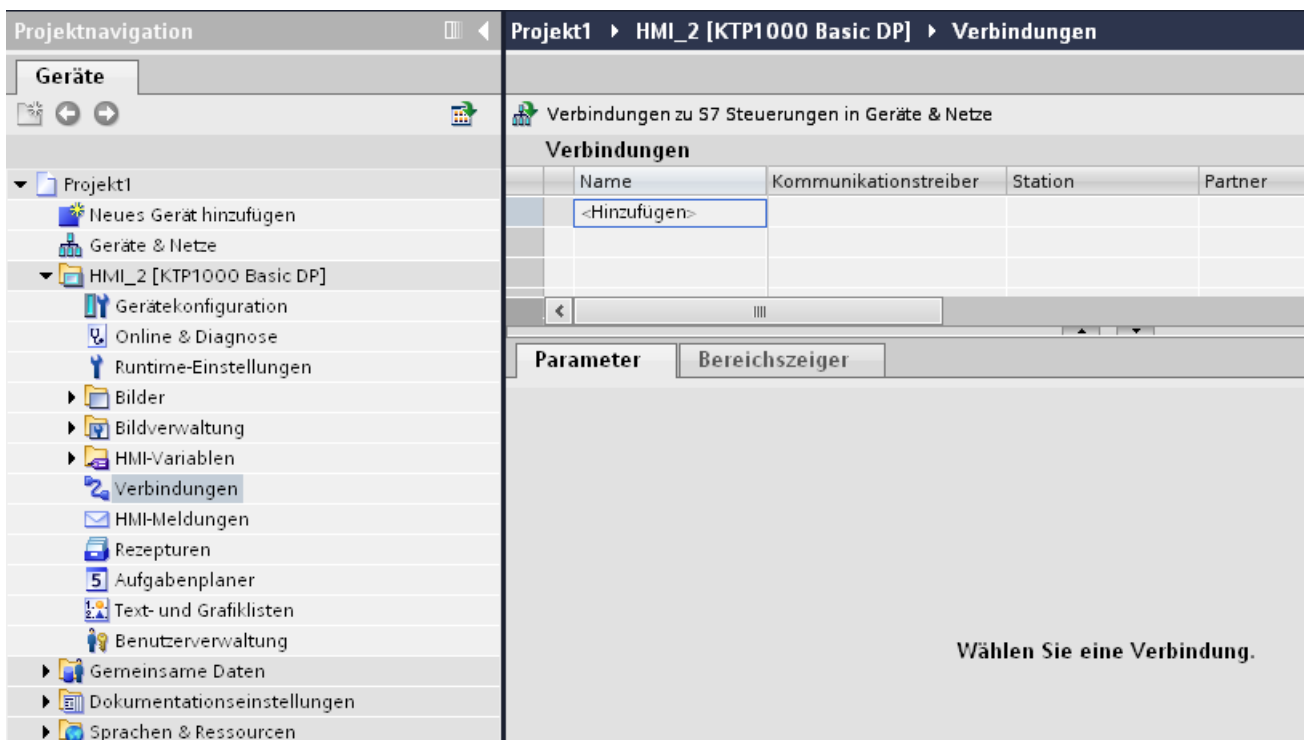 Projektnavigation
Geräte
Projekt1
Neues Gerät hinzufügen
Geräte & Netze
HMI_2 [KTP1000 Basic DP]
Gerätekonfiguration
Online & Diagnose
Runtime-Einstellungen
Bilder
Bildverwaltung
HMI-Variablen
Verbindungen
HMI-Meldungen
Rezepturen
Aufgabenplaner
Text- und Grafiklisten
Benutzerverwaltung
Gemeinsame Daten
Dokumentationseinstellungen
Sprachen & Ressourcen
Projekt1 ▸ HMI_2 [KTP1000 Basic DP] ▸ Verbindungen
Verbindungen zu S7 Steuerungen in Geräte & Netze
Verbindungen
Name Kommunikationstreiber Station Partner
<Hinzufügen>
Parameter Bereichszeiger
Wählen Sie eine Verbindung.